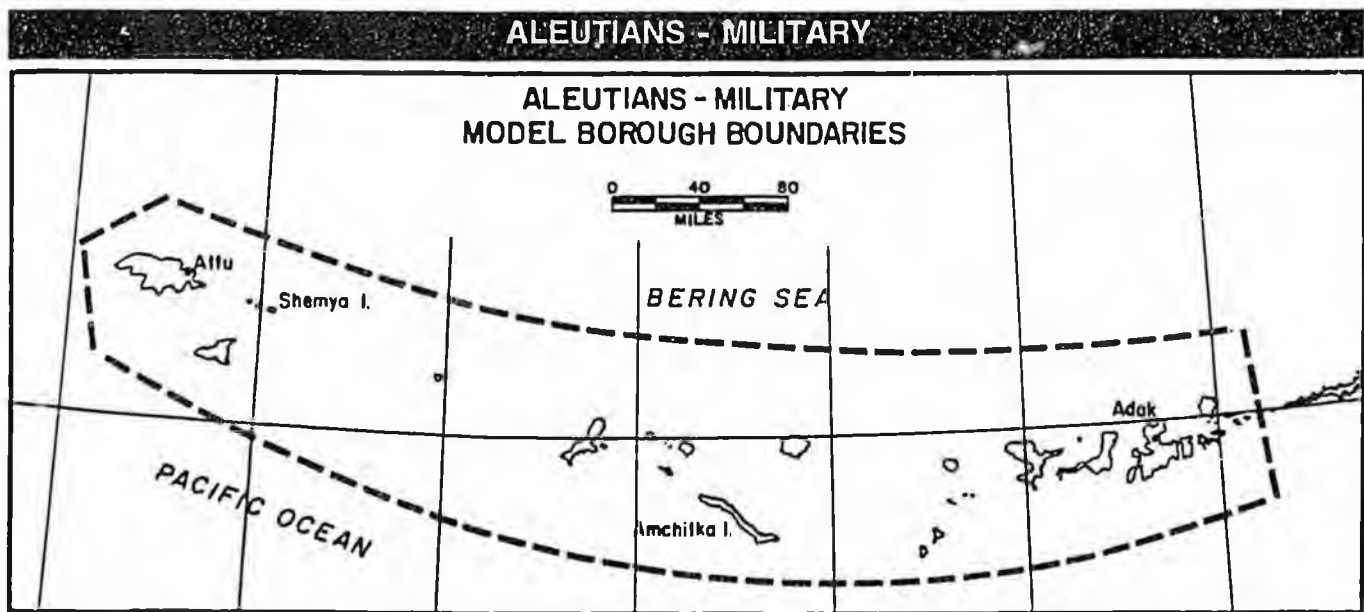 ALEUTIANS - MILITARY
ALEUTIANS - MILITARY
MODEL BOROUGH BOUNDARIES
0 40 80
MILES
Attu
Shemya I.
BERING SEA
Adak
PACIFIC OCEAN
Amchitka I.